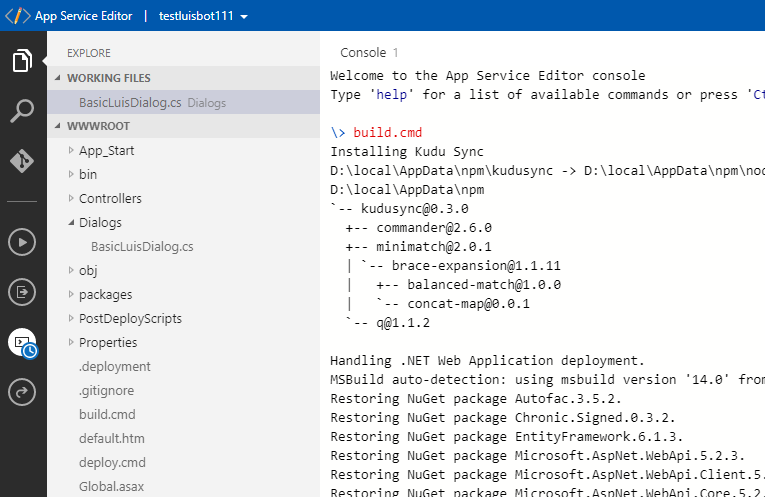 App Service Editor | testluisbot111
EXPLORE
WORKING FILES
BasicLuisDialog.cs Dialogs
WWWROOT
App_Start
bin
Controllers
Dialogs
BasicLuisDialog.cs
obj
packages
PostDeployScripts
Properties
.deployment
.gitignore
build.cmd
default.htm
deploy.cmd
Global.asax
Console 1
Welcome to the App Service Editor console
Type 'help' for a list of available commands or press 'Ct
\> build.cmd
Installing Kudu Sync
D:\local\AppData\npm\kudusync -> D:\local\AppData\npm\nod
D:\local\AppData\npm
`-- kudusync@0.3.0
+-- commander@2.6.0
+-- minimatch@2.0.1
| `-- brace-expansion@1.1.11
|   +-- balanced-match@1.0.0
|   `-- concat-map@0.0.1
`-- q@1.1.2
Handling .NET Web Application deployment.
MSBuild auto-detection: using msbuild version '14.0' from
Restoring NuGet package Autofac.3.5.2.
Restoring NuGet package Chronic.Signed.0.3.2.
Restoring NuGet package EntityFramework.6.1.3.
Restoring NuGet package Microsoft.AspNet.WebApi.5.2.3.
Restoring NuGet package Microsoft.AspNet.WebApi.Client.5.
Restoring NuGet package Microsoft.AspNet.WebApi.Core.5.2.